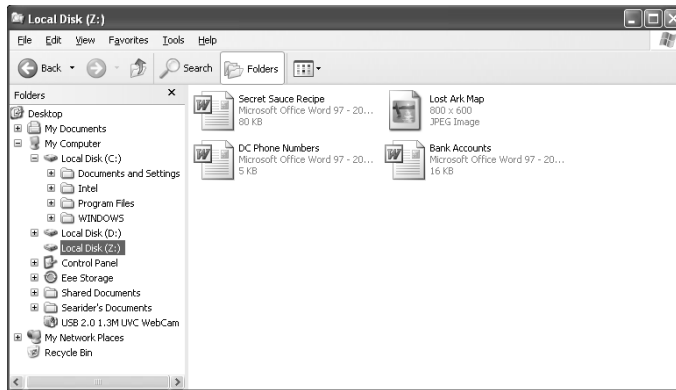 Local Disk (Z:)
File Edit View Favorites Tools Help
Back Search Folders
Folders
Desktop
My Documents
My Computer
Local Disk (C:)
Documents and Settings
Intel
Program Files
WINDOWS
Local Disk (D:)
Local Disk (Z:)
Control Panel
Eee Storage
Shared Documents
Searider's Documents
USB 2.0 1.3M UVC WebCam
My Network Places
Recycle Bin
Secret Sauce Recipe
Microsoft Office Word 97 - 20...
80 KB
Lost Ark Map
800 x 600
JPEG Image
DC Phone Numbers
Microsoft Office Word 97 - 20...
5 KB
Bank Accounts
Microsoft Office Word 97 - 20...
16 KB